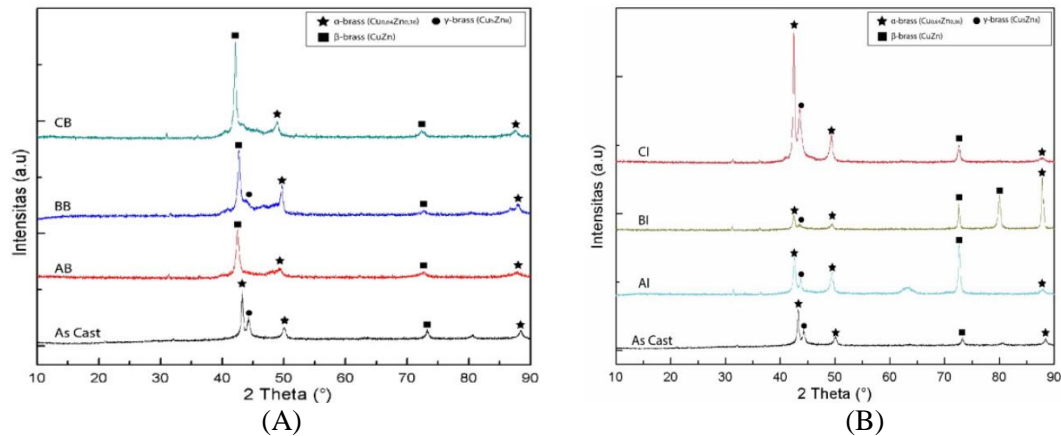 ★ α-brass (Cu0,64Zn0,36) ● γ-brass (Cu5Zn8)
■ β-brass (CuZn)
CB
BB
AB
As Cast
Intensitas (a.u)
10 20 30 40 50 60 70 80 90
2 Theta (°)
(A)
★ α-brass (Cu0,64Zn0,36) ● γ-brass (Cu5Zn8)
■ β-brass (CuZn)
CI
BI
AI
As Cast
Intensitas (a.u)
10 20 30 40 50 60 70 80 90
2 Theta (°)
(B)